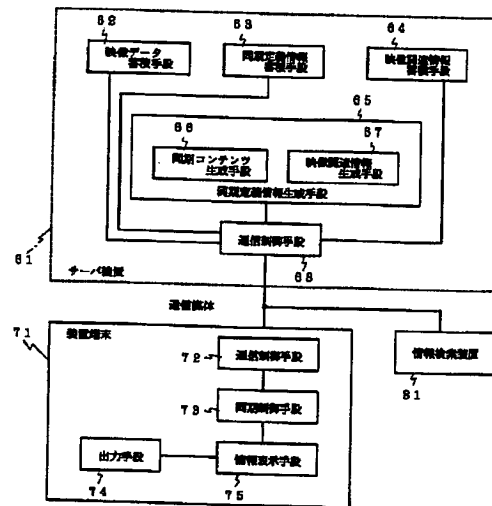 62
63
64
映像データ
蓄積手段
同期定義情報
蓄積手段
映像関連情報
蓄積手段
65
66
67
同期コンテンツ
生成手段
映像関連情報
生成手段
同期定義情報生成手段
通信制御手段
68
61
サーバ装置
通信媒体
71
装置端末
72
通信制御手段
情報検索装置
81
73
同期制御手段
出力手段
情報表示手段
74
75